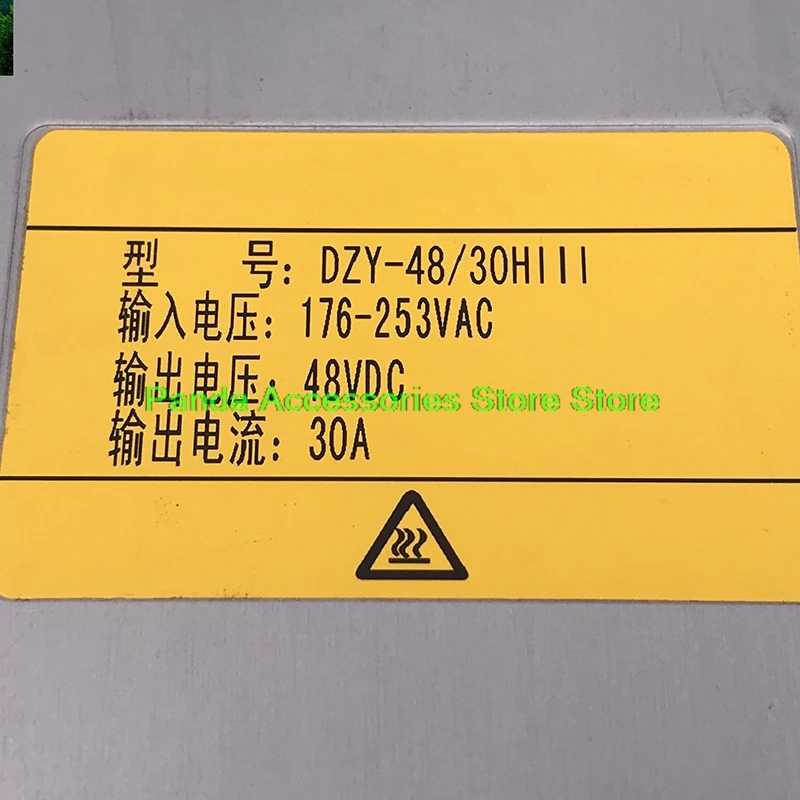 型 号: DZY-48/30HIII
输入电压: 176-253VAC
输出电压: 48VDC
Panda Accessories Store Store
输出电流: 30A